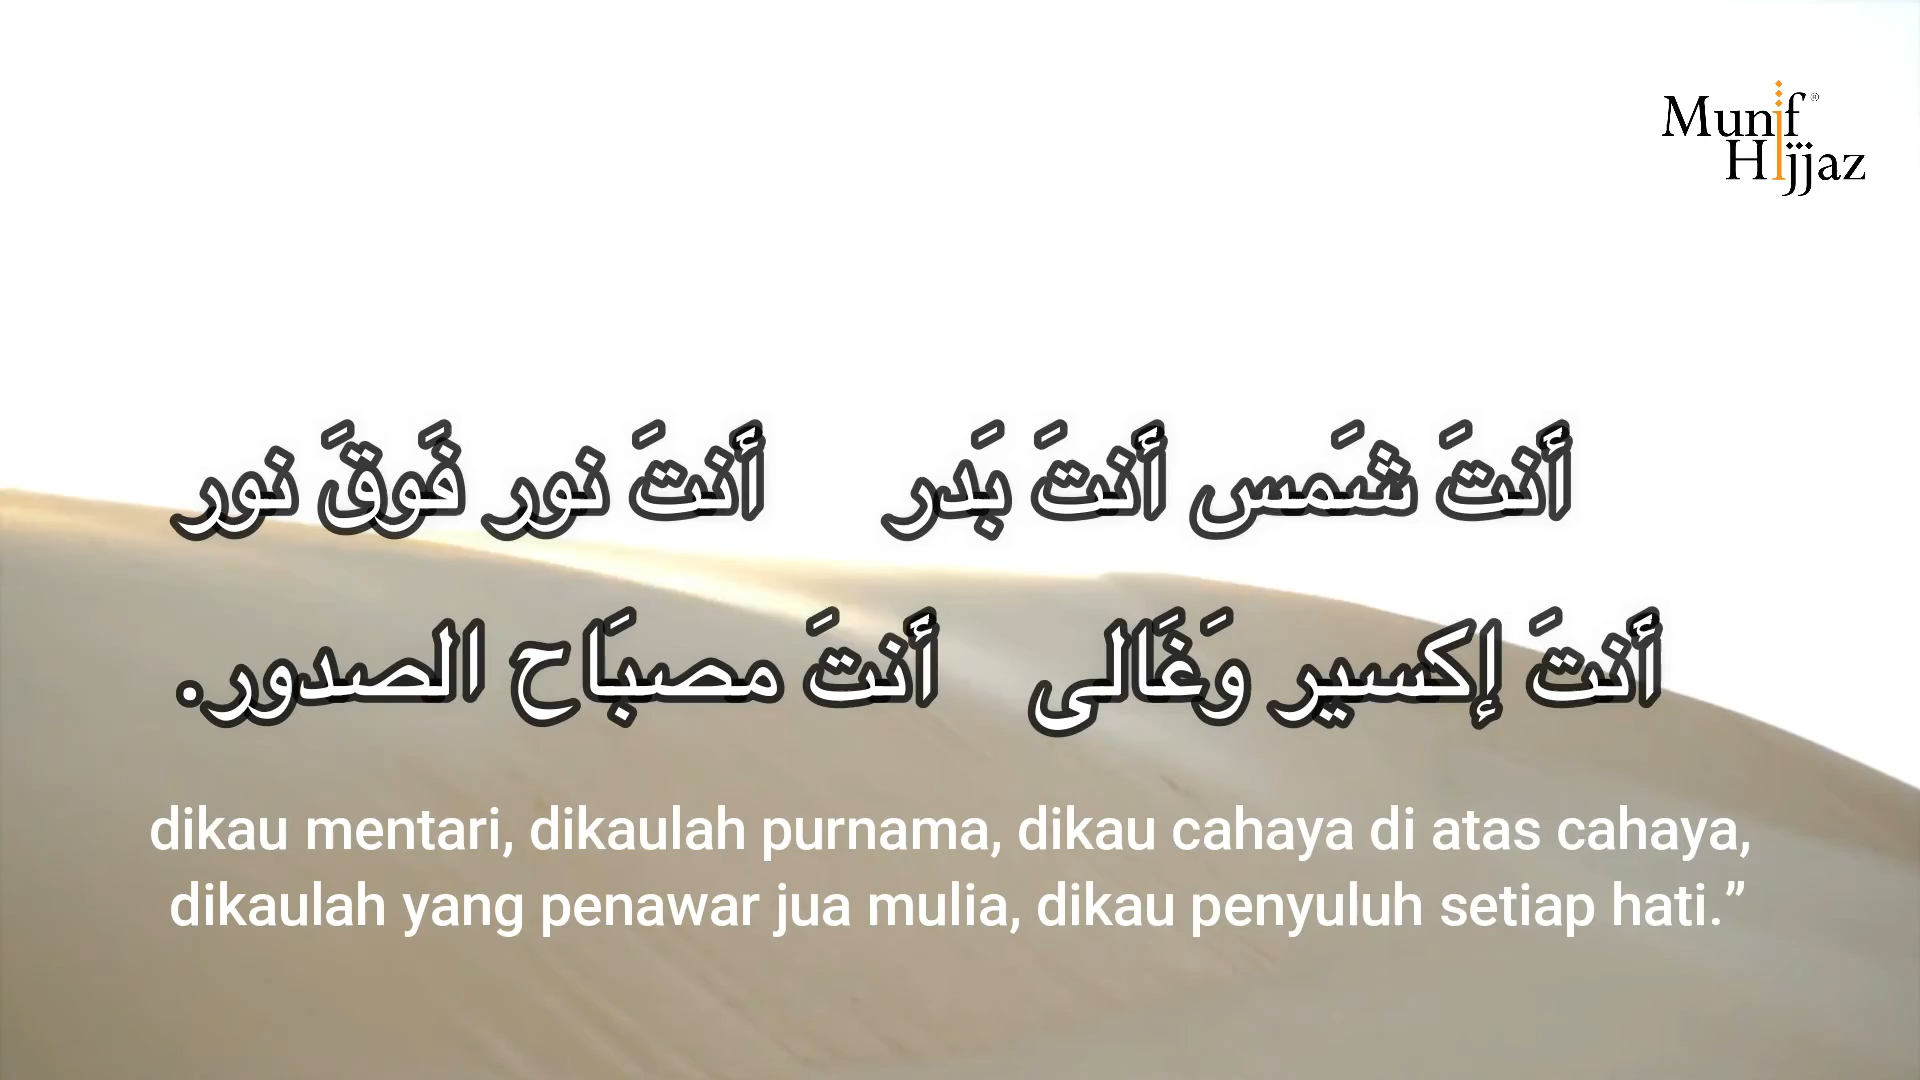 Munif®
Hijjaz
أَنتَ شَمس أَنتَ بَدر أَنتَ نور فَوقَ نور
أَنتَ إكسير وَغَالى أَنتَ مصبَاح الصدور.
dikau mentari, dikaulah purnama, dikau cahaya di atas cahaya,
dikaulah yang penawar jua mulia, dikau penyuluh setiap hati.”